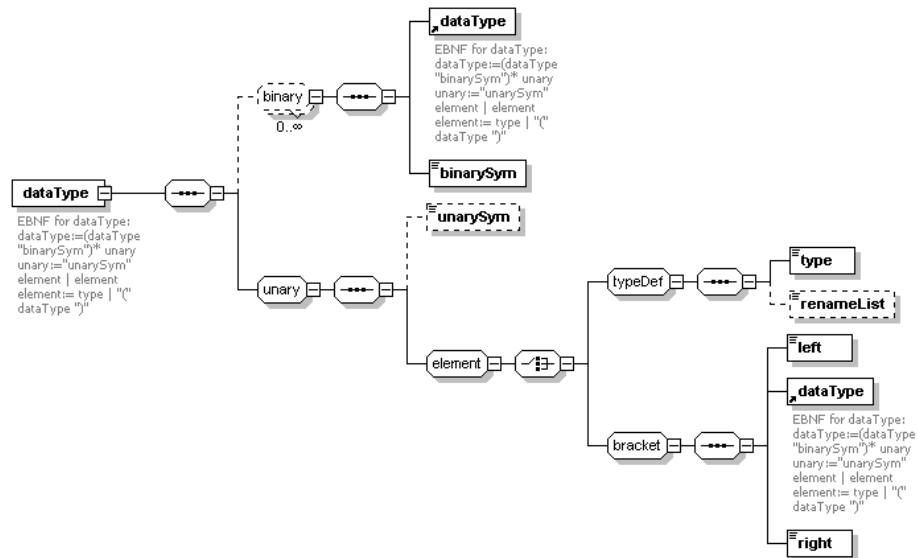 dataType
EBNF for dataType:
dataType:=(dataType
"binarySym")* unary
unary:="unarySym"
element | element
element:= type | "("
dataType ")"
binary
0..∞
dataType
EBNF for dataType:
dataType:=(dataType
"binarySym")* unary
unary:="unarySym"
element | element
element:= type | "("
dataType ")"
binarySym
unary
unarySym
element
typeDef
type
renameList
bracket
left
dataType
EBNF for dataType:
dataType:=(dataType
"binarySym")* unary
unary:="unarySym"
element | element
element:= type | "("
dataType ")"
right